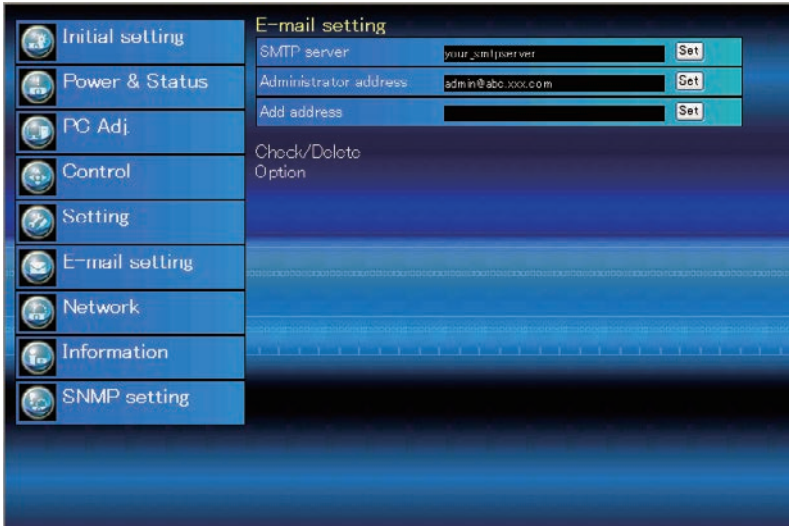 Initial setting
Power & Status
PC Adj.
Control
Setting
E-mail setting
Network
Information
SNMP setting
E-mail setting
SMTP server your_smtpserver Set
Administrator address admin@abc.xxx.com Set
Add address Set
Check/Delete
Option